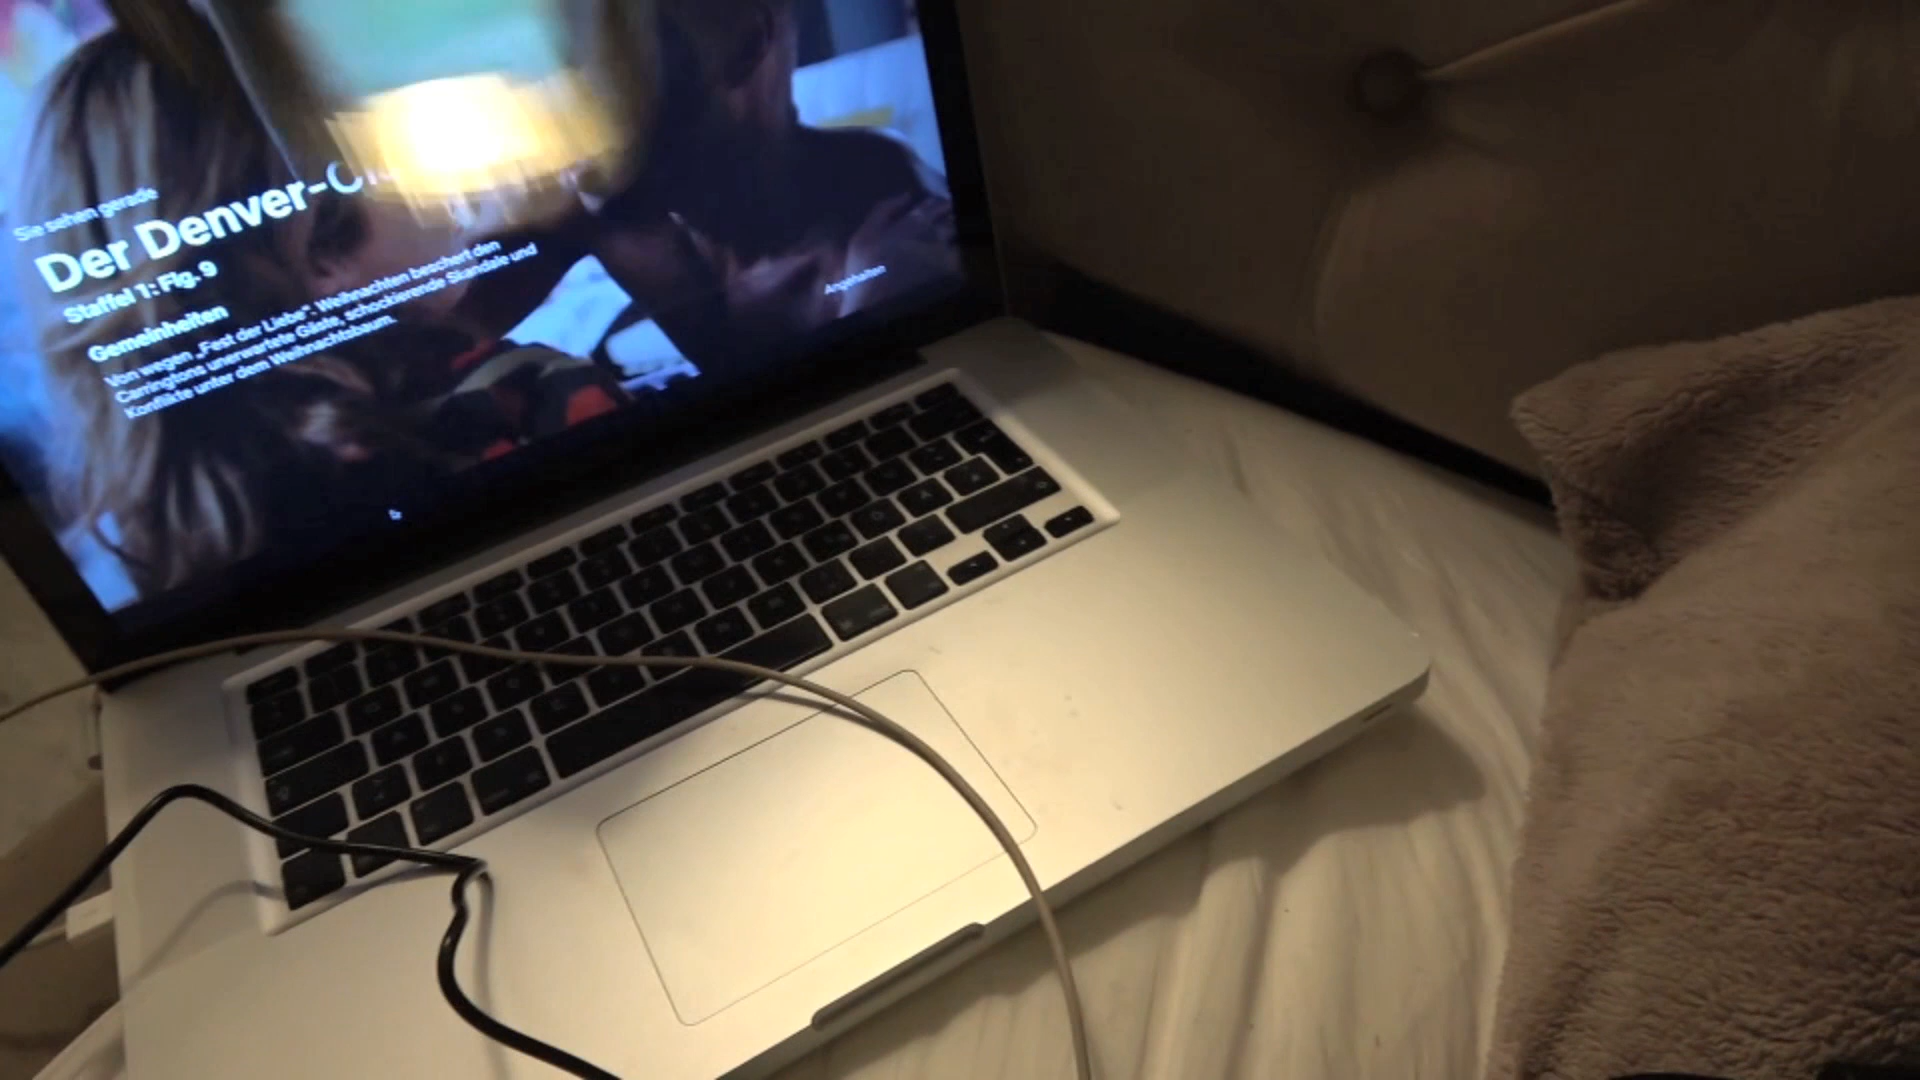 Sie sehen gerade
Der Denver-
Staffel 1: Flg. 9
Gemeinheiten
Von wegen „Fest der Liebe“: Weihnachten beschert den
Carringtons unerwartete Gäste, schockierende Skandale und
Konflikte unter dem Weihnachtsbaum.
Angehalten